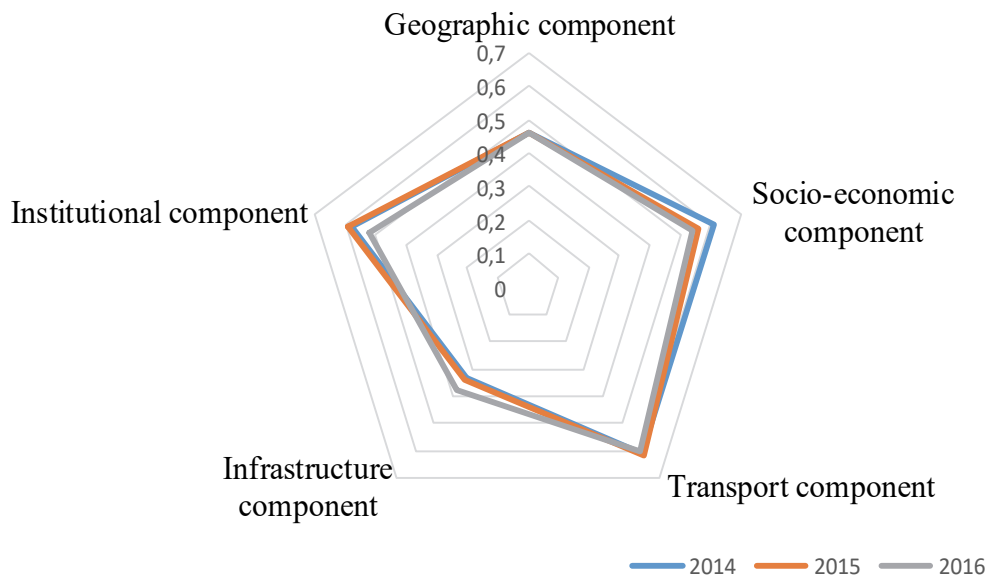 Geographic component
0,7
0,6
0,5
0,4
0,3
0,2
0,1
0
Socio-economic
component
Institutional component
Infrastructure
component
Transport component
2014 2015 2016